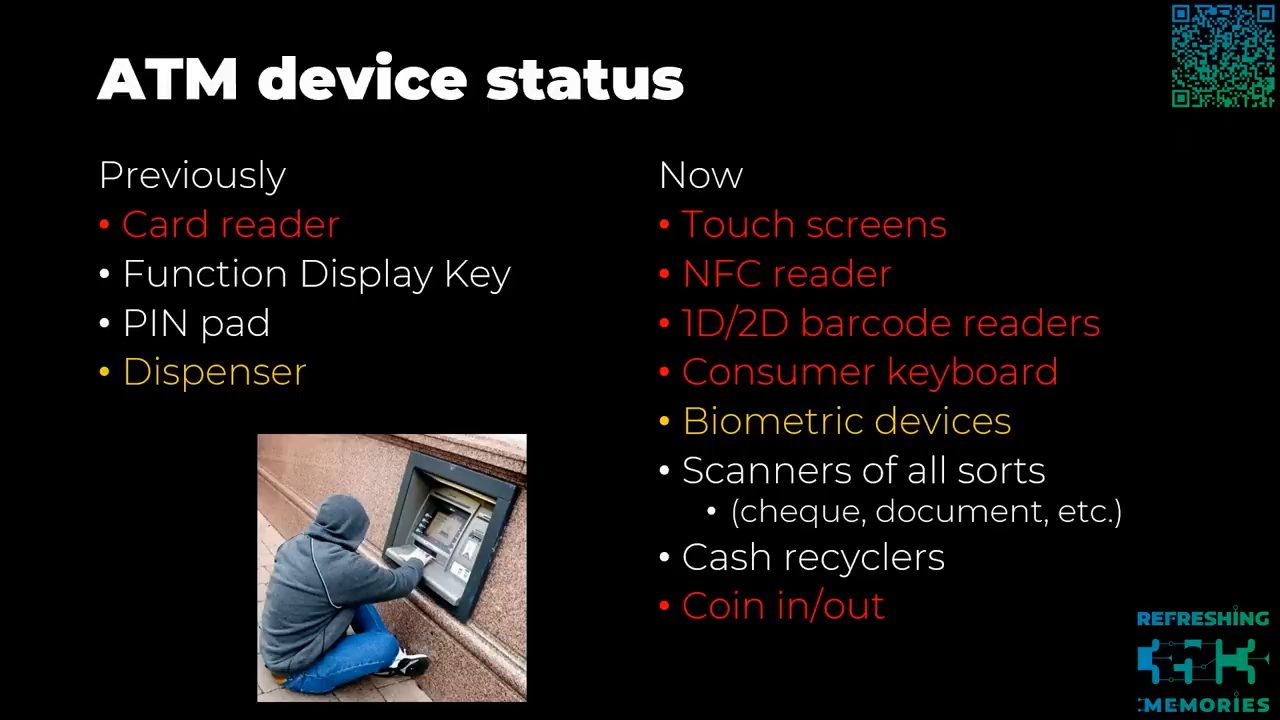 ATM device status
Previously
• Card reader
• Function Display Key
• PIN pad
• Dispenser
Now
• Touch screens
• NFC reader
• 1D/2D barcode readers
• Consumer keyboard
• Biometric devices
• Scanners of all sorts
• (cheque, document, etc.)
• Cash recyclers
• Coin in/out
REFRESHING
:MEMORIES